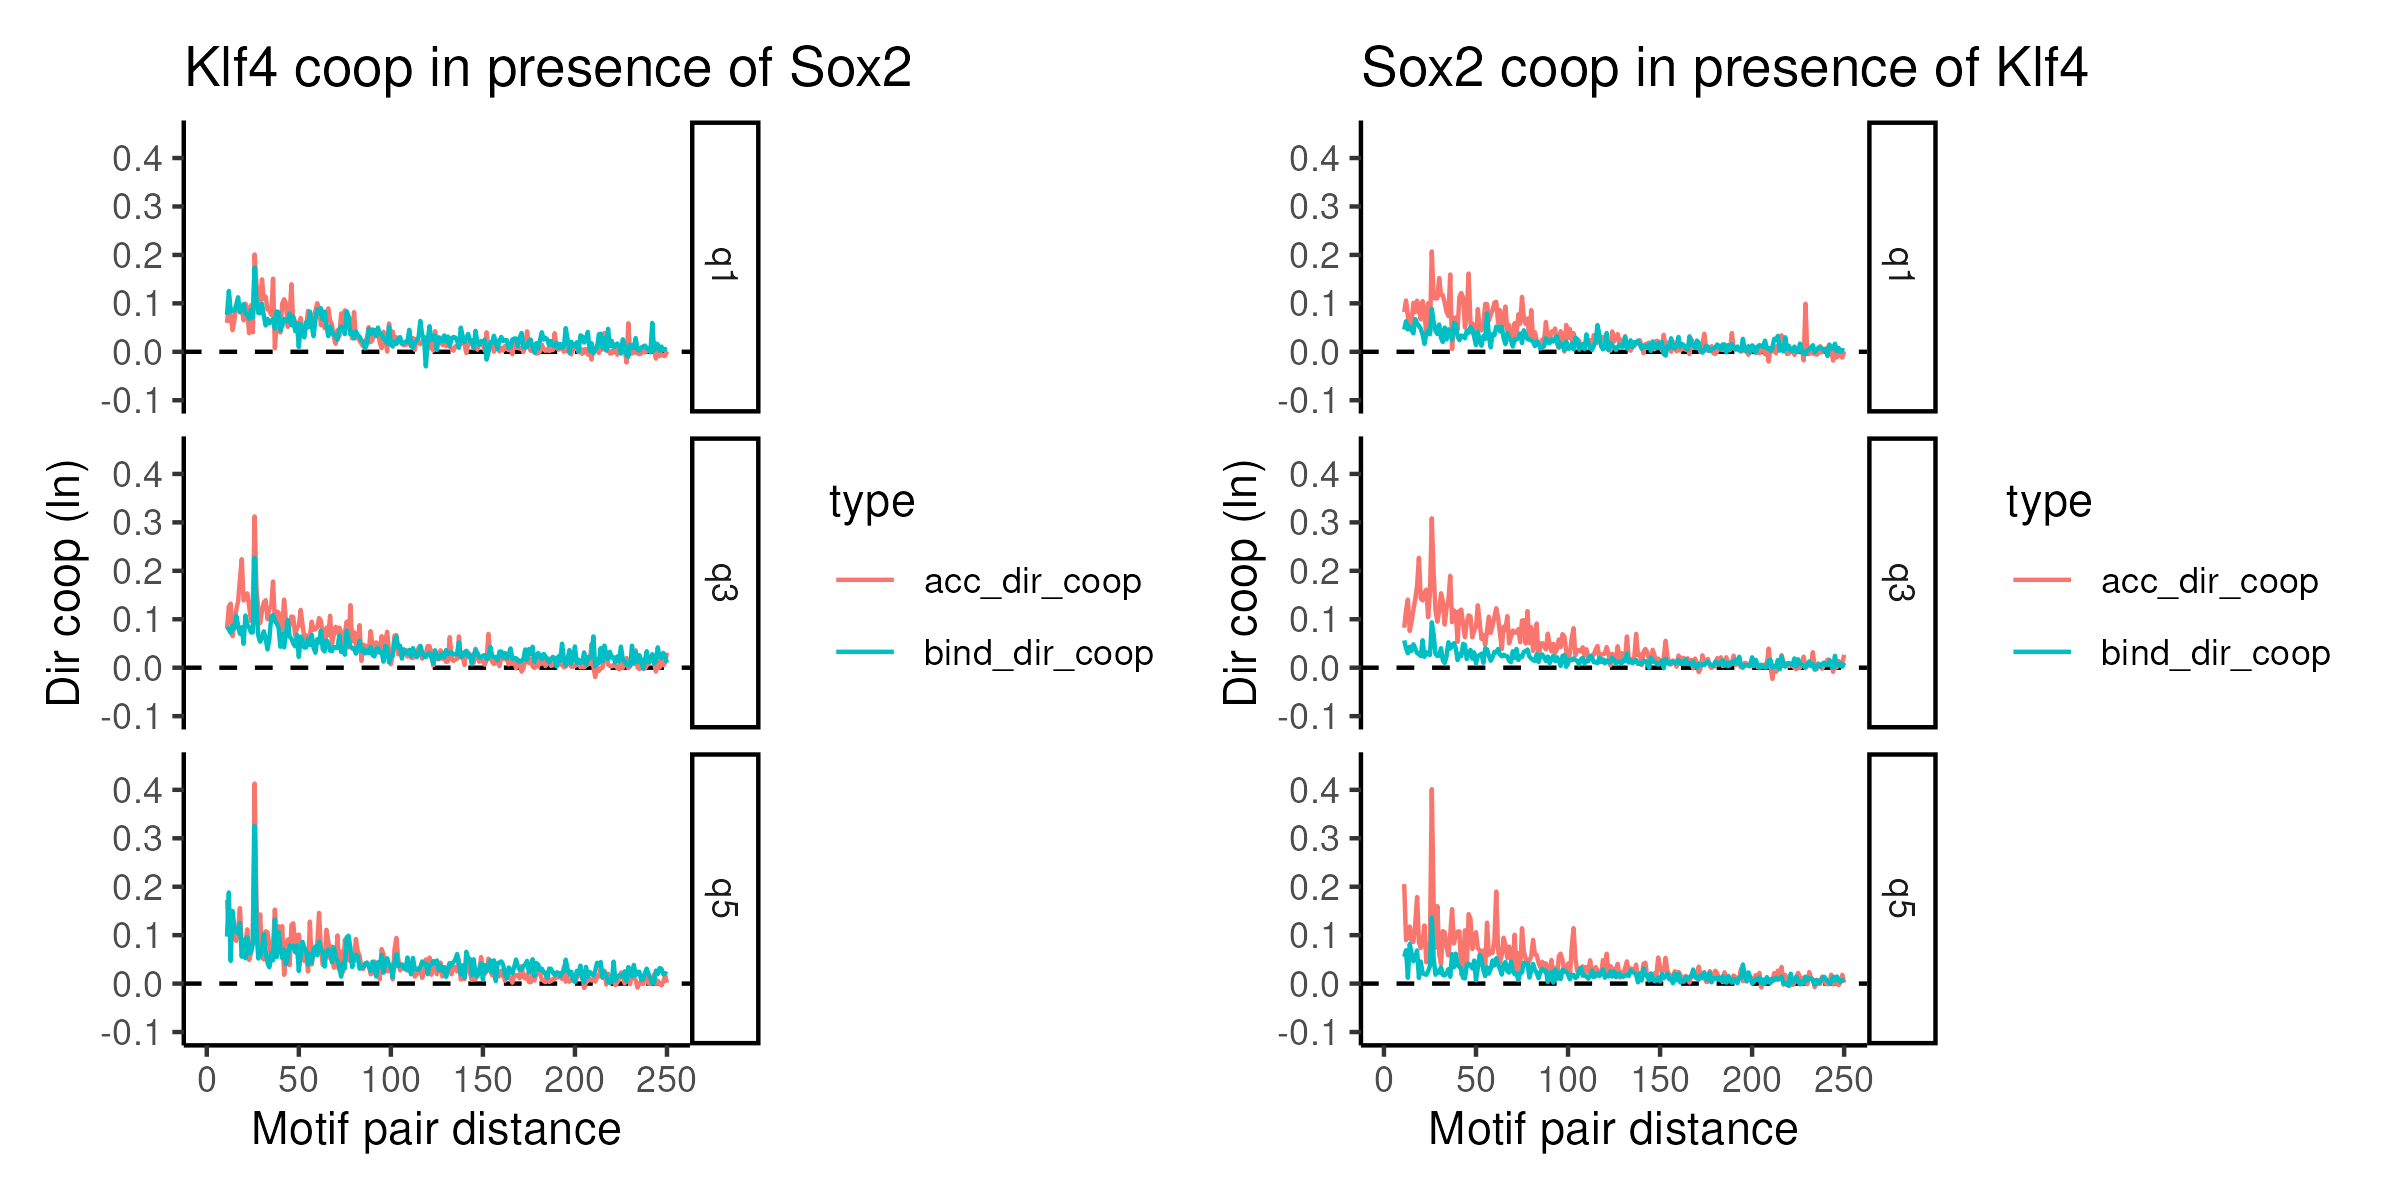 Klf4 coop in presence of Sox2
Dir coop (ln)
0.4
0.3
0.2
0.1
0.0
-0.1
q1
0.4
0.3
0.2
0.1
0.0
-0.1
q3
0.4
0.3
0.2
0.1
0.0
-0.1
q5
0 50 100 150 200 250
Motif pair distance
type
acc_dir_coop
bind_dir_coop
Sox2 coop in presence of Klf4
Dir coop (ln)
0.4
0.3
0.2
0.1
0.0
-0.1
q1
0.4
0.3
0.2
0.1
0.0
-0.1
q3
0.4
0.3
0.2
0.1
0.0
-0.1
q5
0 50 100 150 200 250
Motif pair distance
type
acc_dir_coop
bind_dir_coop